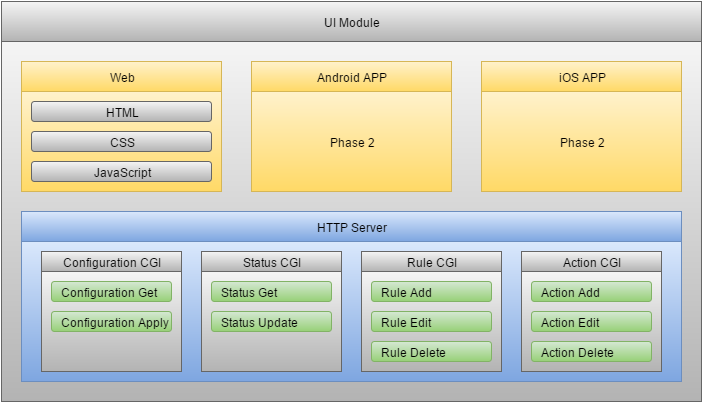 UI Module
Web
Android APP
iOS APP
HTML
CSS
JavaScript
Phase 2
Phase 2
HTTP Server
Configuration CGI
Status CGI
Rule CGI
Action CGI
Configuration Get
Configuration Apply
Status Get
Status Update
Rule Add
Rule Edit
Rule Delete
Action Add
Action Edit
Action Delete